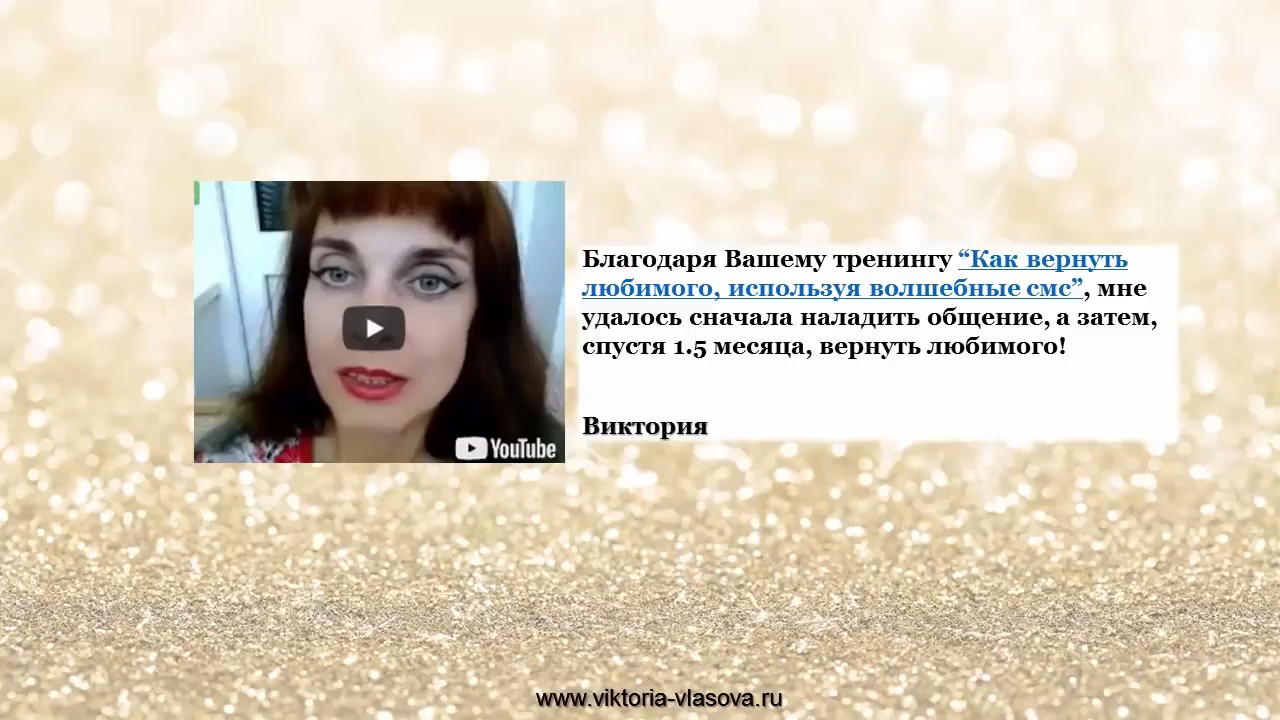 Благодаря Вашему тренингу “Как вернуть
любимого, используя волшебные смс”, мне
удалось сначала наладить общение, а затем,
спустя 1.5 месяца, вернуть любимого!
Виктория
YouTube
www.viktoria-vlasova.ru